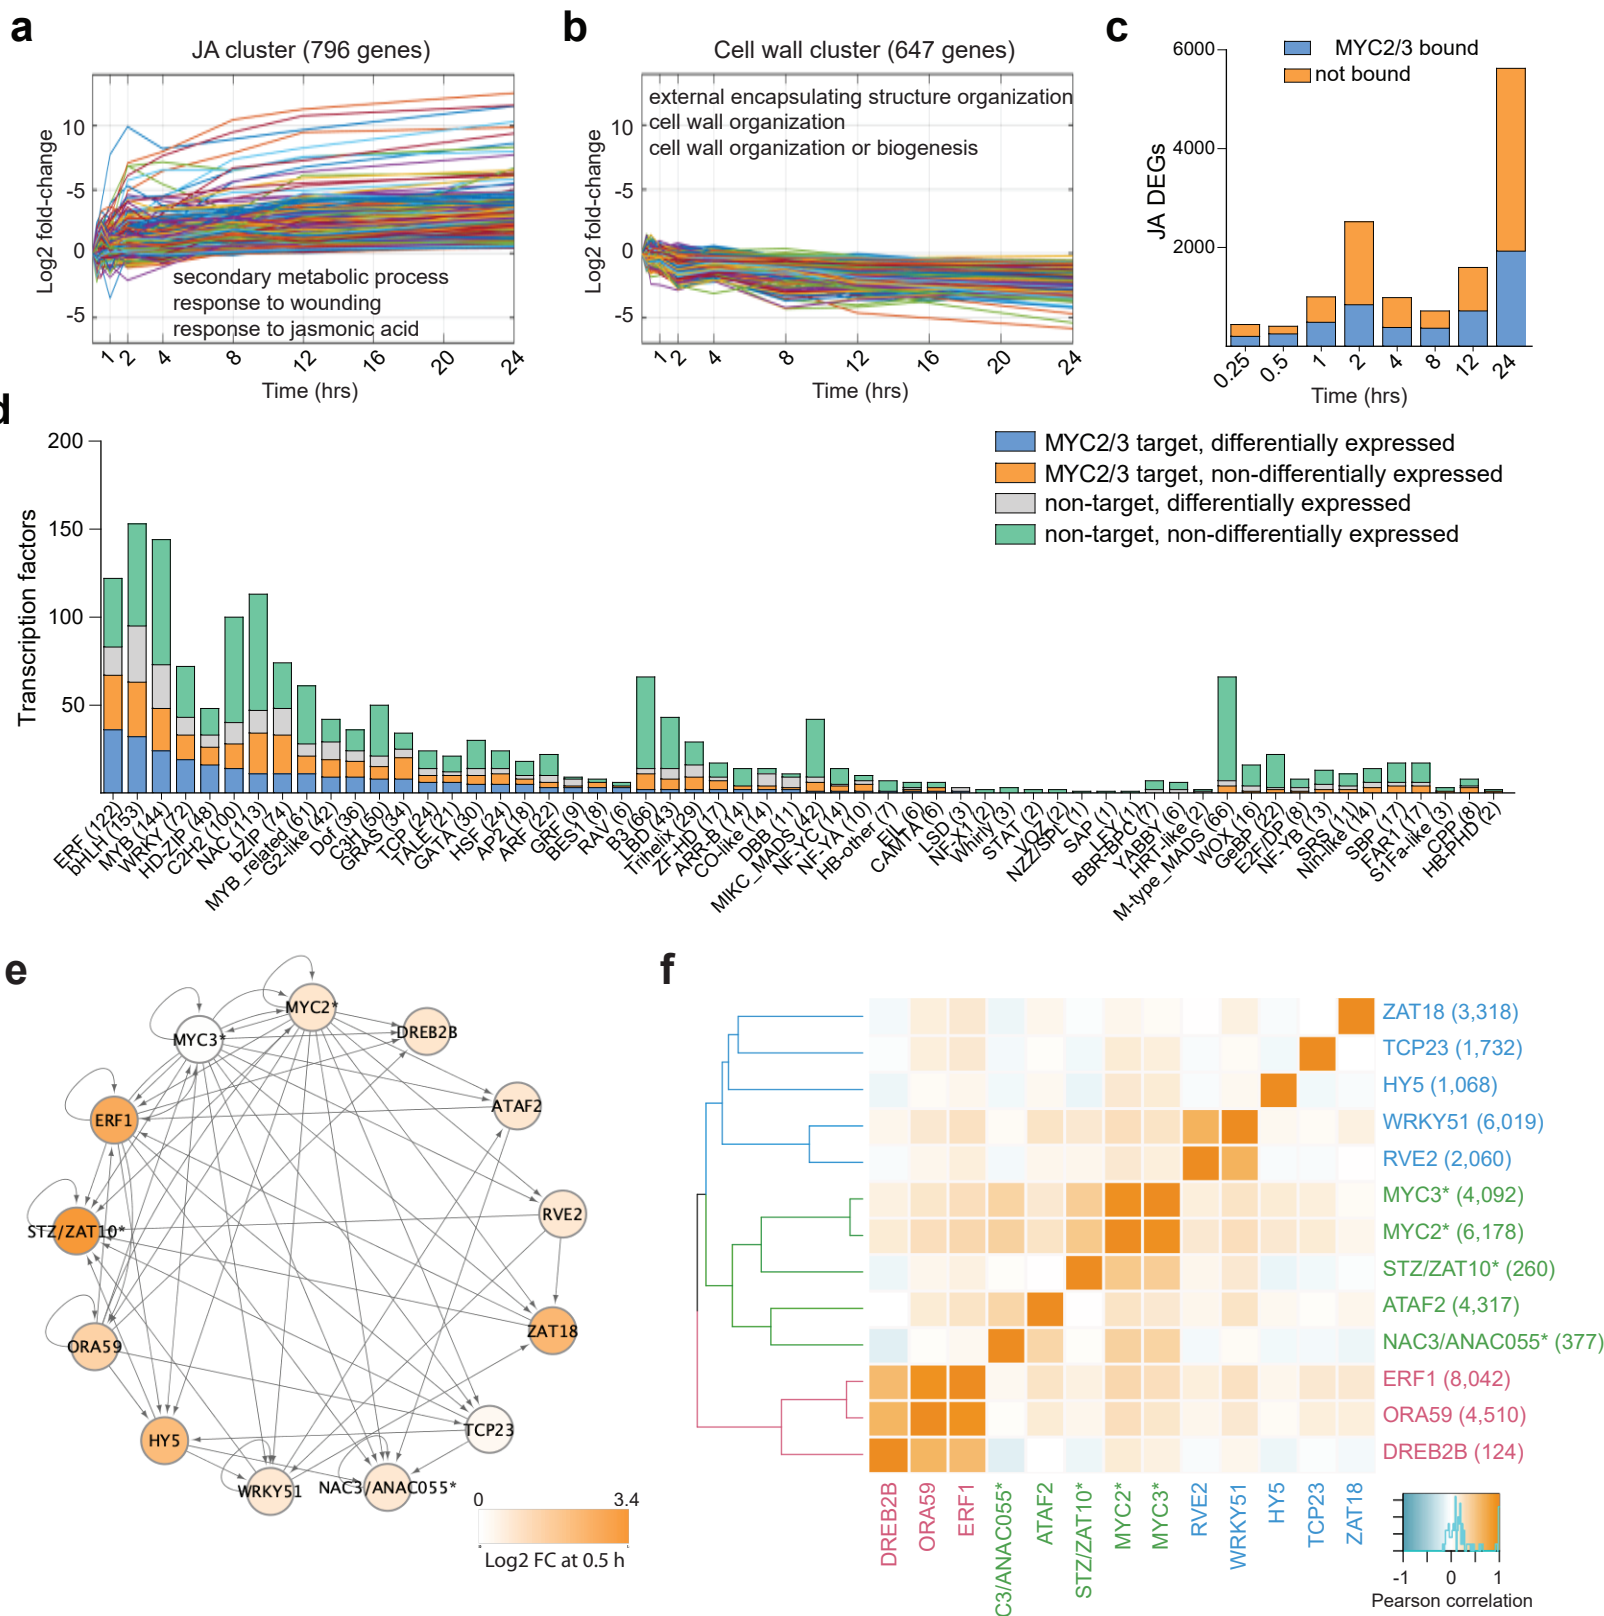 a
JA cluster (796 genes)
Log2 fold-change
10
-5
0
-5
secondary metabolic process
response to wounding
response to jasmonic acid
1 2 4 8 12 16 20 24
Time (hrs)
b
Cell wall cluster (647 genes)
external encapsulating structure organization
cell wall organization
cell wall organization or biogenesis
Log2 fold-change
10
-5
0
-5
1 2 4 8 12 16 20 24
Time (hrs)
c
MYC2/3 bound
not bound
JA DEGs
6000
4000
2000
0.25 0.5 1 2 4 8 12 24
Time (hrs)
d
MYC2/3 target, differentially expressed
MYC2/3 target, non-differentially expressed
non-target, differentially expressed
non-target, non-differentially expressed
Transcription factors
200
150
100
50
ERF (122)
bHLH (153)
MYB (144)
WRKY (72)
HD-ZIP (48)
C2H2 (100)
NAC (113)
bZIP (74)
MYB_related (61)
G2-like (42)
Dof (36)
C3H (50)
GRAS (34)
TCP (24)
TALE (21)
GATA (30)
HSF (24)
AP2 (18)
ARF (22)
GRF (9)
BES1 (8)
RAV (6)
B3 (66)
LBD (43)
Trihelix (29)
ZF-HD (17)
ARR-B (14)
CO-like (14)
DBB (11)
MIKC_MADS (42)
NF-YC (14)
NF-YA (10)
HB-other (7)
EIL (6)
CAMTA (6)
LSD (3)
NF-X1 (2)
Whirly (3)
STAT (2)
VOZ (2)
NZZ/SPL (1)
SAP (1)
LFY (1)
BBR-BPC (7)
YABBY (6)
HRT-like (2)
M-type_MADS (66)
WOX (16)
GeBP (22)
E2F/DP (8)
NF-YB (13)
SRS (11)
Nin-like (14)
SBP (17)
FAR1 (17)
S1Fa-like (3)
CPP (8)
HB-PHD (2)
e
MYC2*
MYC3*
DREB2B
ERF1
ATAF2
STZ/ZAT10*
RVE2
ORA59
ZAT18
HY5
TCP23
WRKY51
NAC3/ANAC055*
0 3.4
Log2 FC at 0.5 h
f
ZAT18 (3,318)
TCP23 (1,732)
HY5 (1,068)
WRKY51 (6,019)
RVE2 (2,060)
MYC3* (4,092)
MYC2* (6,178)
STZ/ZAT10* (260)
ATAF2 (4,317)
NAC3/ANAC055* (377)
ERF1 (8,042)
ORA59 (4,510)
DREB2B (124)
DREB2B
ORA59
ERF1
C3/ANAC055*
ATAF2
STZ/ZAT10*
MYC2*
MYC3*
RVE2
WRKY51
HY5
TCP23
ZAT18
-1 0 1
Pearson correlation